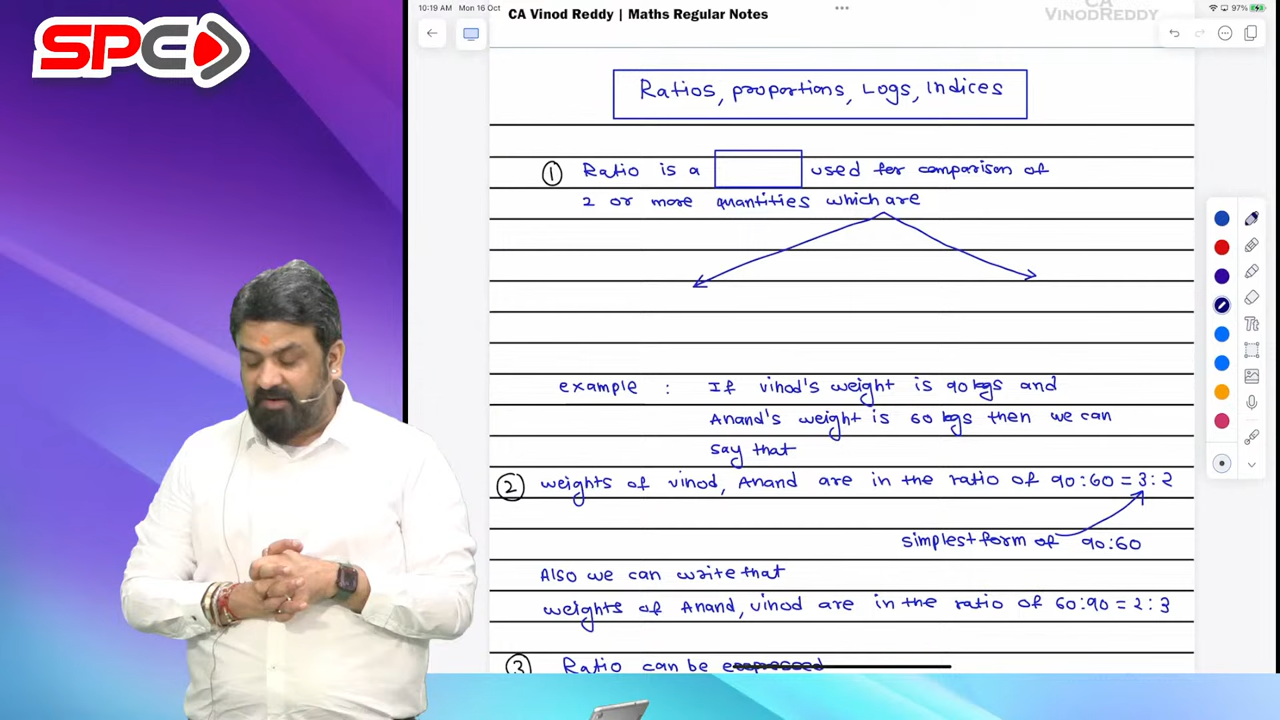 SPC
10:19 AM Mon 16 Oct
97%
CA Vinod Reddy | Maths Regular Notes
CA
VINODREDDY
Ratios, proportions, Logs, Indices
① Ratio is a used for comparison of
2 or more quantities which are
example : If vinod's weight is 90 kgs and
Anand's weight is 60 kgs then we can
say that
② weights of vinod, Anand are in the ratio of 90:60 = 3:2
simplest form of 90:60
Also we can write that
weights of Anand, vinod are in the ratio of 60:90 = 2:3
③ Ratio can be expressed
Tt